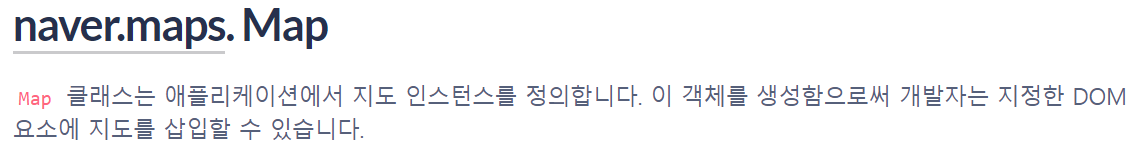 naver.maps. Map
Map 클래스는 애플리케이션에서 지도 인스턴스를 정의합니다. 이 객체를 생성함으로써 개발자는 지정한 DOM
요소에 지도를 삽입할 수 있습니다.